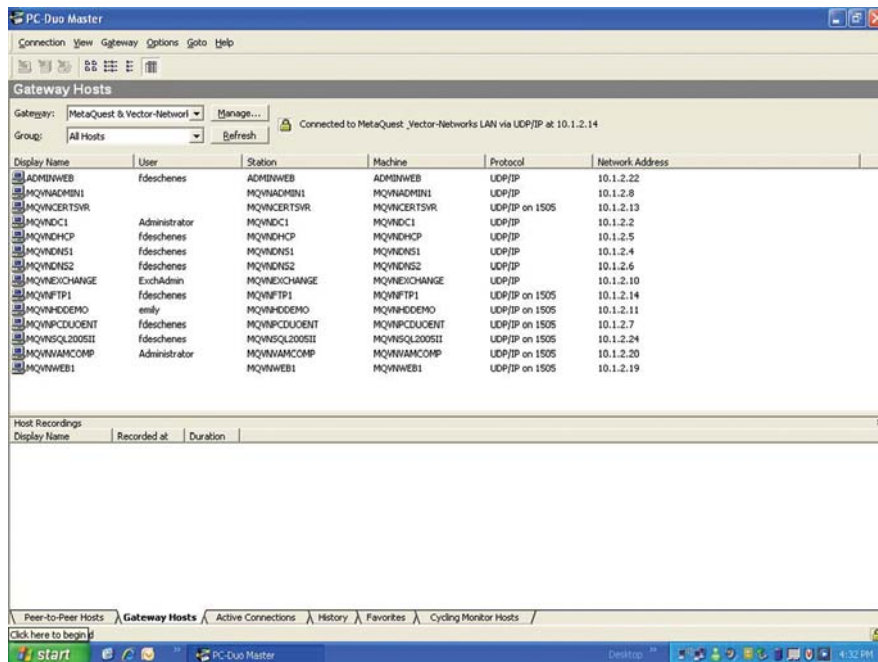 PC-Duo Master
Connection View Gateway Options Goto Help
Gateway Hosts
Gateway: MetaQuest & Vector-Networl Manage...
Connected to MetaQuest_Vector-Networks LAN via UDP/IP at 10.1.2.14
Group: All Hosts Refresh
Display Name User Station Machine Protocol Network Address
ADMINWEB fdeschenes ADMINWEB ADMINWEB UDP/IP 10.1.2.22
MQVNADMIN1 MQVNADMIN1 MQVNADMIN1 UDP/IP 10.1.2.8
MQVNCERTSVR MQVNCERTSVR MQVNCERTSVR UDP/IP on 1505 10.1.2.13
MQVNDC1 Administrator MQVNDC1 MQVNDC1 UDP/IP 10.1.2.2
MQVNDHCP fdeschenes MQVNDHCP MQVNDHCP UDP/IP 10.1.2.5
MQVNDNS1 fdeschenes MQVNDNS1 MQVNDNS1 UDP/IP 10.1.2.4
MQVNDNS2 fdeschenes MQVNDNS2 MQVNDNS2 UDP/IP 10.1.2.6
MQVNEXCHANGE ExchAdmin MQVNEXCHANGE MQVNEXCHANGE UDP/IP 10.1.2.10
MQVNFTP1 fdeschenes MQVNFTP1 MQVNFTP1 UDP/IP on 1505 10.1.2.14
MQVNHDDEMO emily MQVNHDDEMO MQVNHDDEMO UDP/IP on 1505 10.1.2.11
MQVNPCDUOENT fdeschenes MQVNPCDUOENT MQVNPCDUOENT UDP/IP on 1505 10.1.2.7
MQVNSQL2005II fdeschenes MQVNSQL2005II MQVNSQL2005II UDP/IP on 1505 10.1.2.24
MQVNVAMCOMP Administrator MQVNVAMCOMP MQVNVAMCOMP UDP/IP on 1505 10.1.2.20
MQVNWEB1 MQVNWEB1 MQVNWEB1 UDP/IP on 1505 10.1.2.19
Host Recordings
Display Name Recorded at Duration
Peer-to-Peer Hosts Gateway Hosts Active Connections History Favorites Cycling Monitor Hosts
Click here to begin
start PC-Duo Master Desktop 4:32 PM